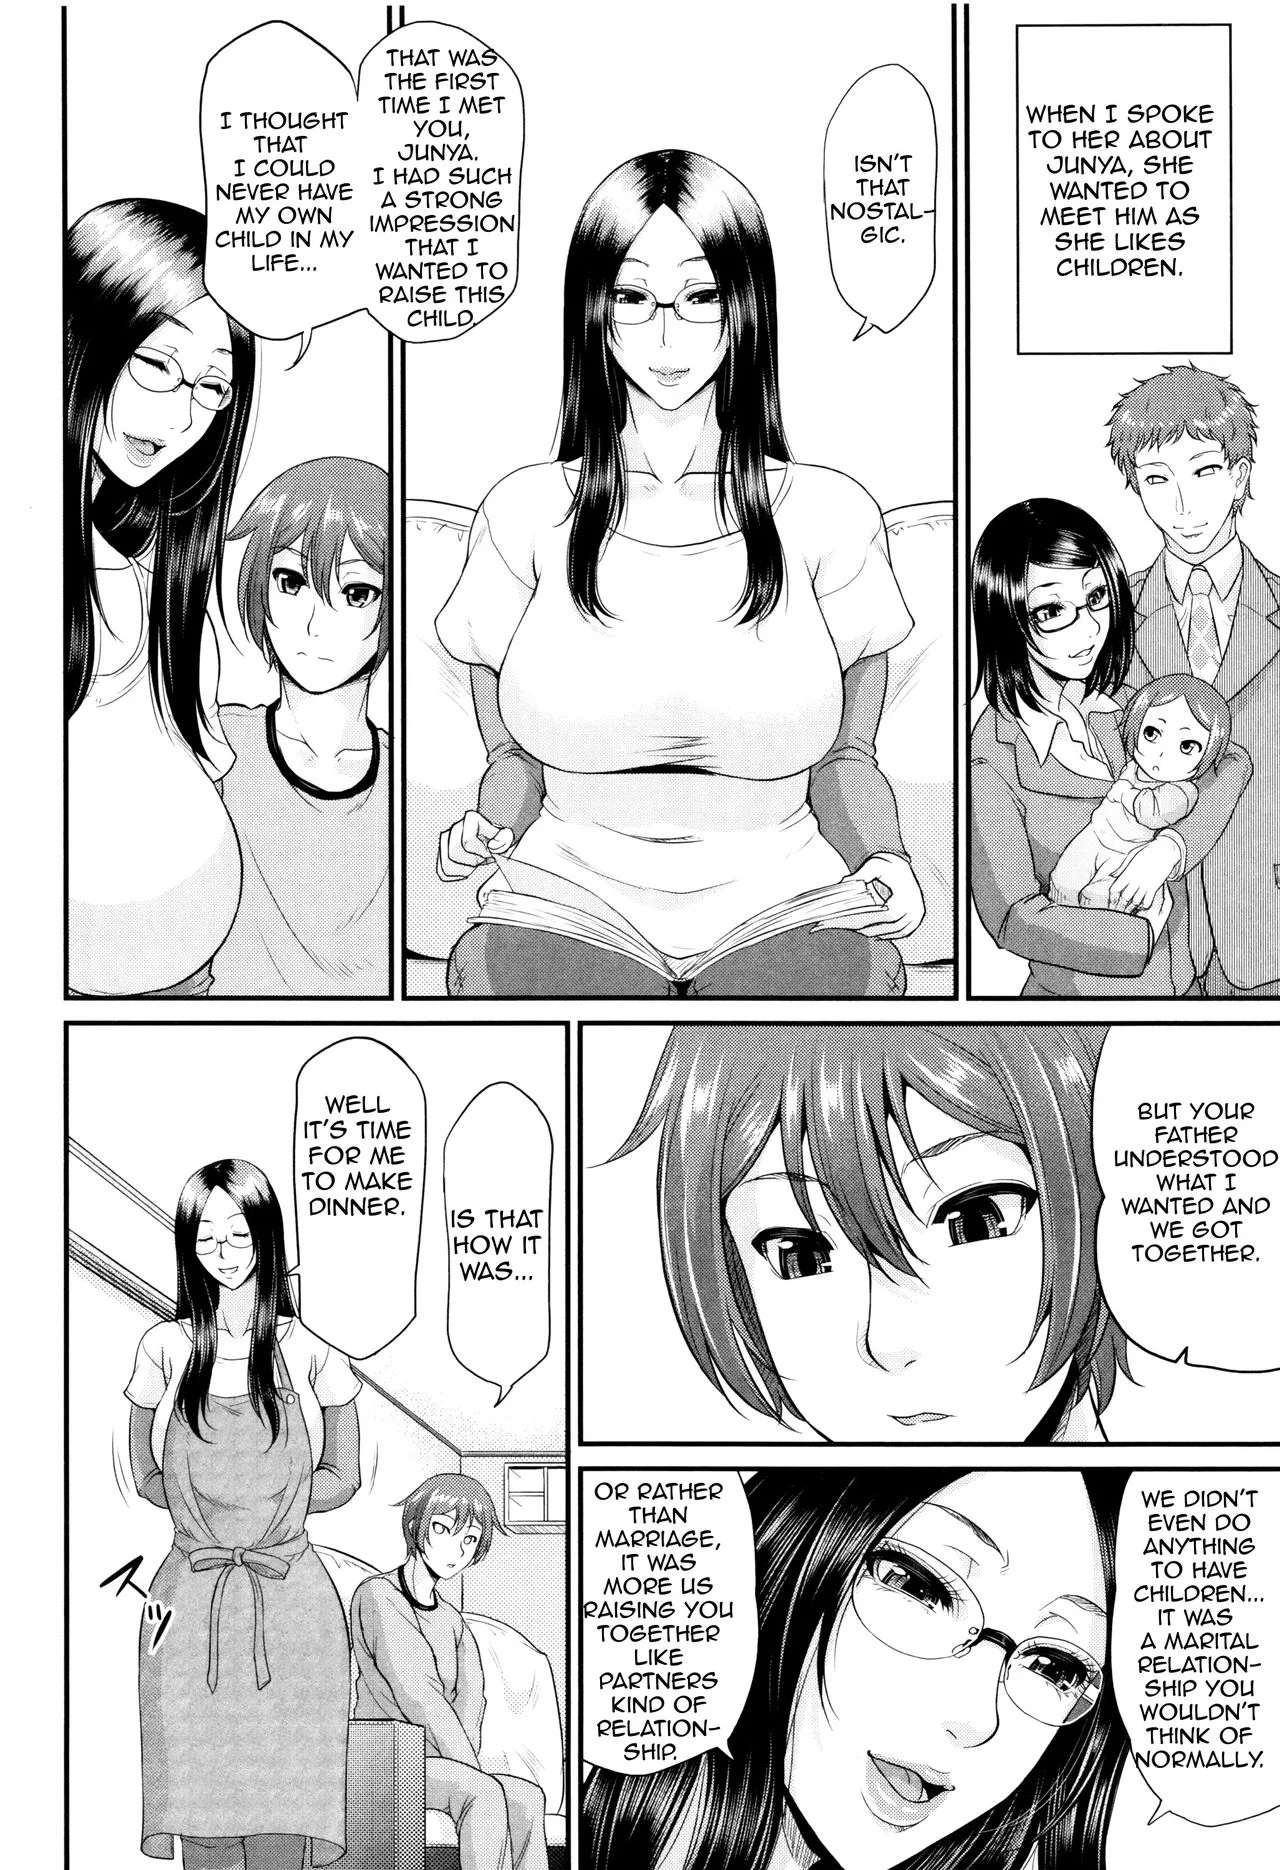 WHEN I SPOKE
TO HER ABOUT
JUNYA, SHE
WANTED TO
MEET HIM AS
SHE LIKES
CHILDREN.
ISN'T
THAT
NOSTAL-
GIC.
THAT WAS
THE FIRST
TIME I MET
YOU,
JUNYA.
I HAD SUCH
A STRONG
IMPRESSION
THAT I
WANTED TO
RAISE THIS
CHILD.
I THOUGHT
THAT
I COULD
NEVER HAVE
MY OWN
CHILD IN MY
LIFE...
BUT YOUR
FATHER
UNDERSTOOD
WHAT I
WANTED AND
WE GOT
TOGETHER.
WE DIDN'T
EVEN DO
ANYTHING
TO HAVE
CHILDREN...
IT WAS
A MARITAL
RELATION-
SHIP YOU
WOULDN'T
THINK OF
NORMALLY.
OR RATHER
THAN
MARRIAGE,
IT WAS
MORE US
RAISING YOU
TOGETHER
LIKE
PARTNERS
KIND OF
RELATION-
SHIP.
IS THAT
HOW IT
WAS...
WELL
IT'S TIME
FOR ME
TO MAKE
DINNER.
スッ